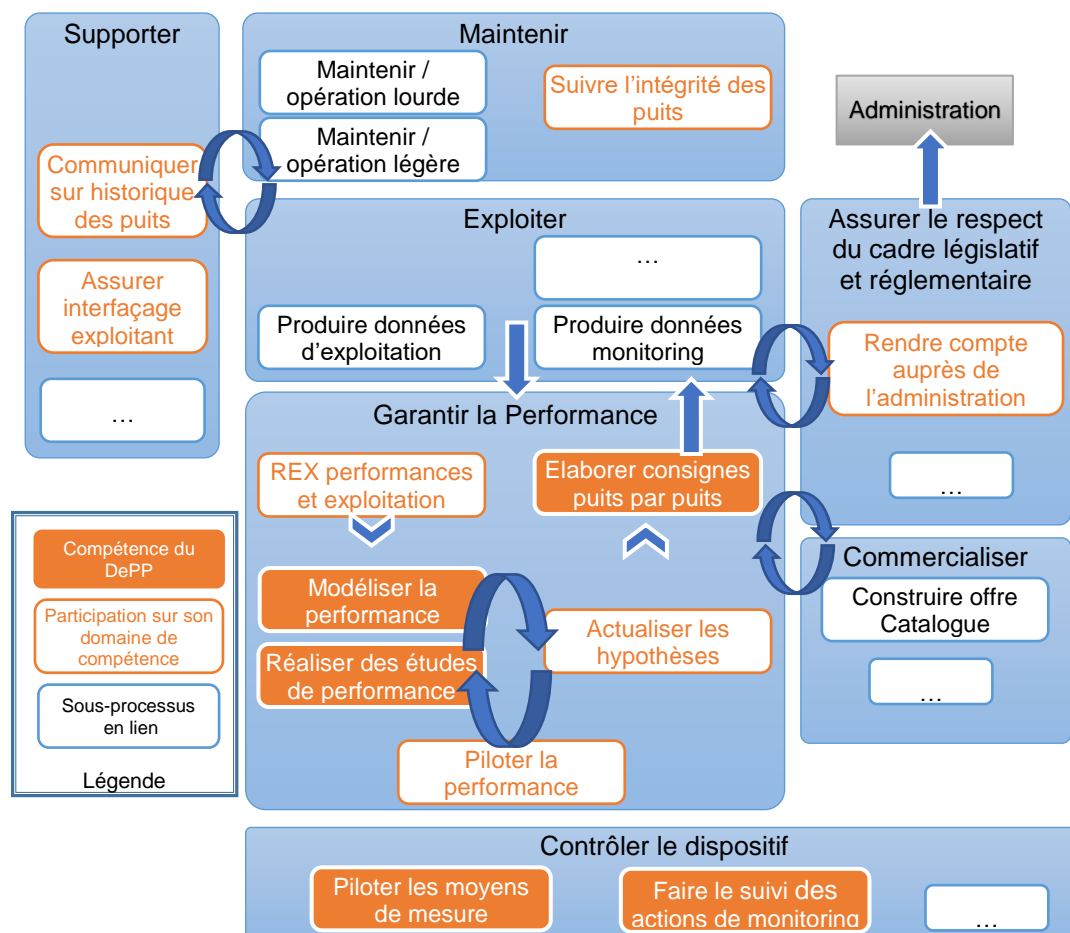 Supporter
Communiquer
sur historique
des puits
Assurer
interfaçage
exploitant
…
Maintenir
Maintenir /
opération lourde
Maintenir /
opération légère
Suivre l’intégrité des
puits
Administration
Exploiter
…
Produire données
d’exploitation
Produire données
monitoring
Assurer le respect
du cadre législatif
et réglementaire
Rendre compte
auprès de
l’administration
…
Garantir la Performance
REX performances
et exploitation
Elaborer consignes
puits par puits
Modéliser la
performance
Réaliser des études
de performance
Actualiser les
hypothèses
Piloter la
performance
Commercialiser
Construire offre
Catalogue
…
Compétence du
DePP
Participation sur son
domaine de
compétence
Sous-processus
en lien
Légende
Contrôler le dispositif
Piloter les moyens
de mesure
Faire le suivi des
actions de monitoring
…